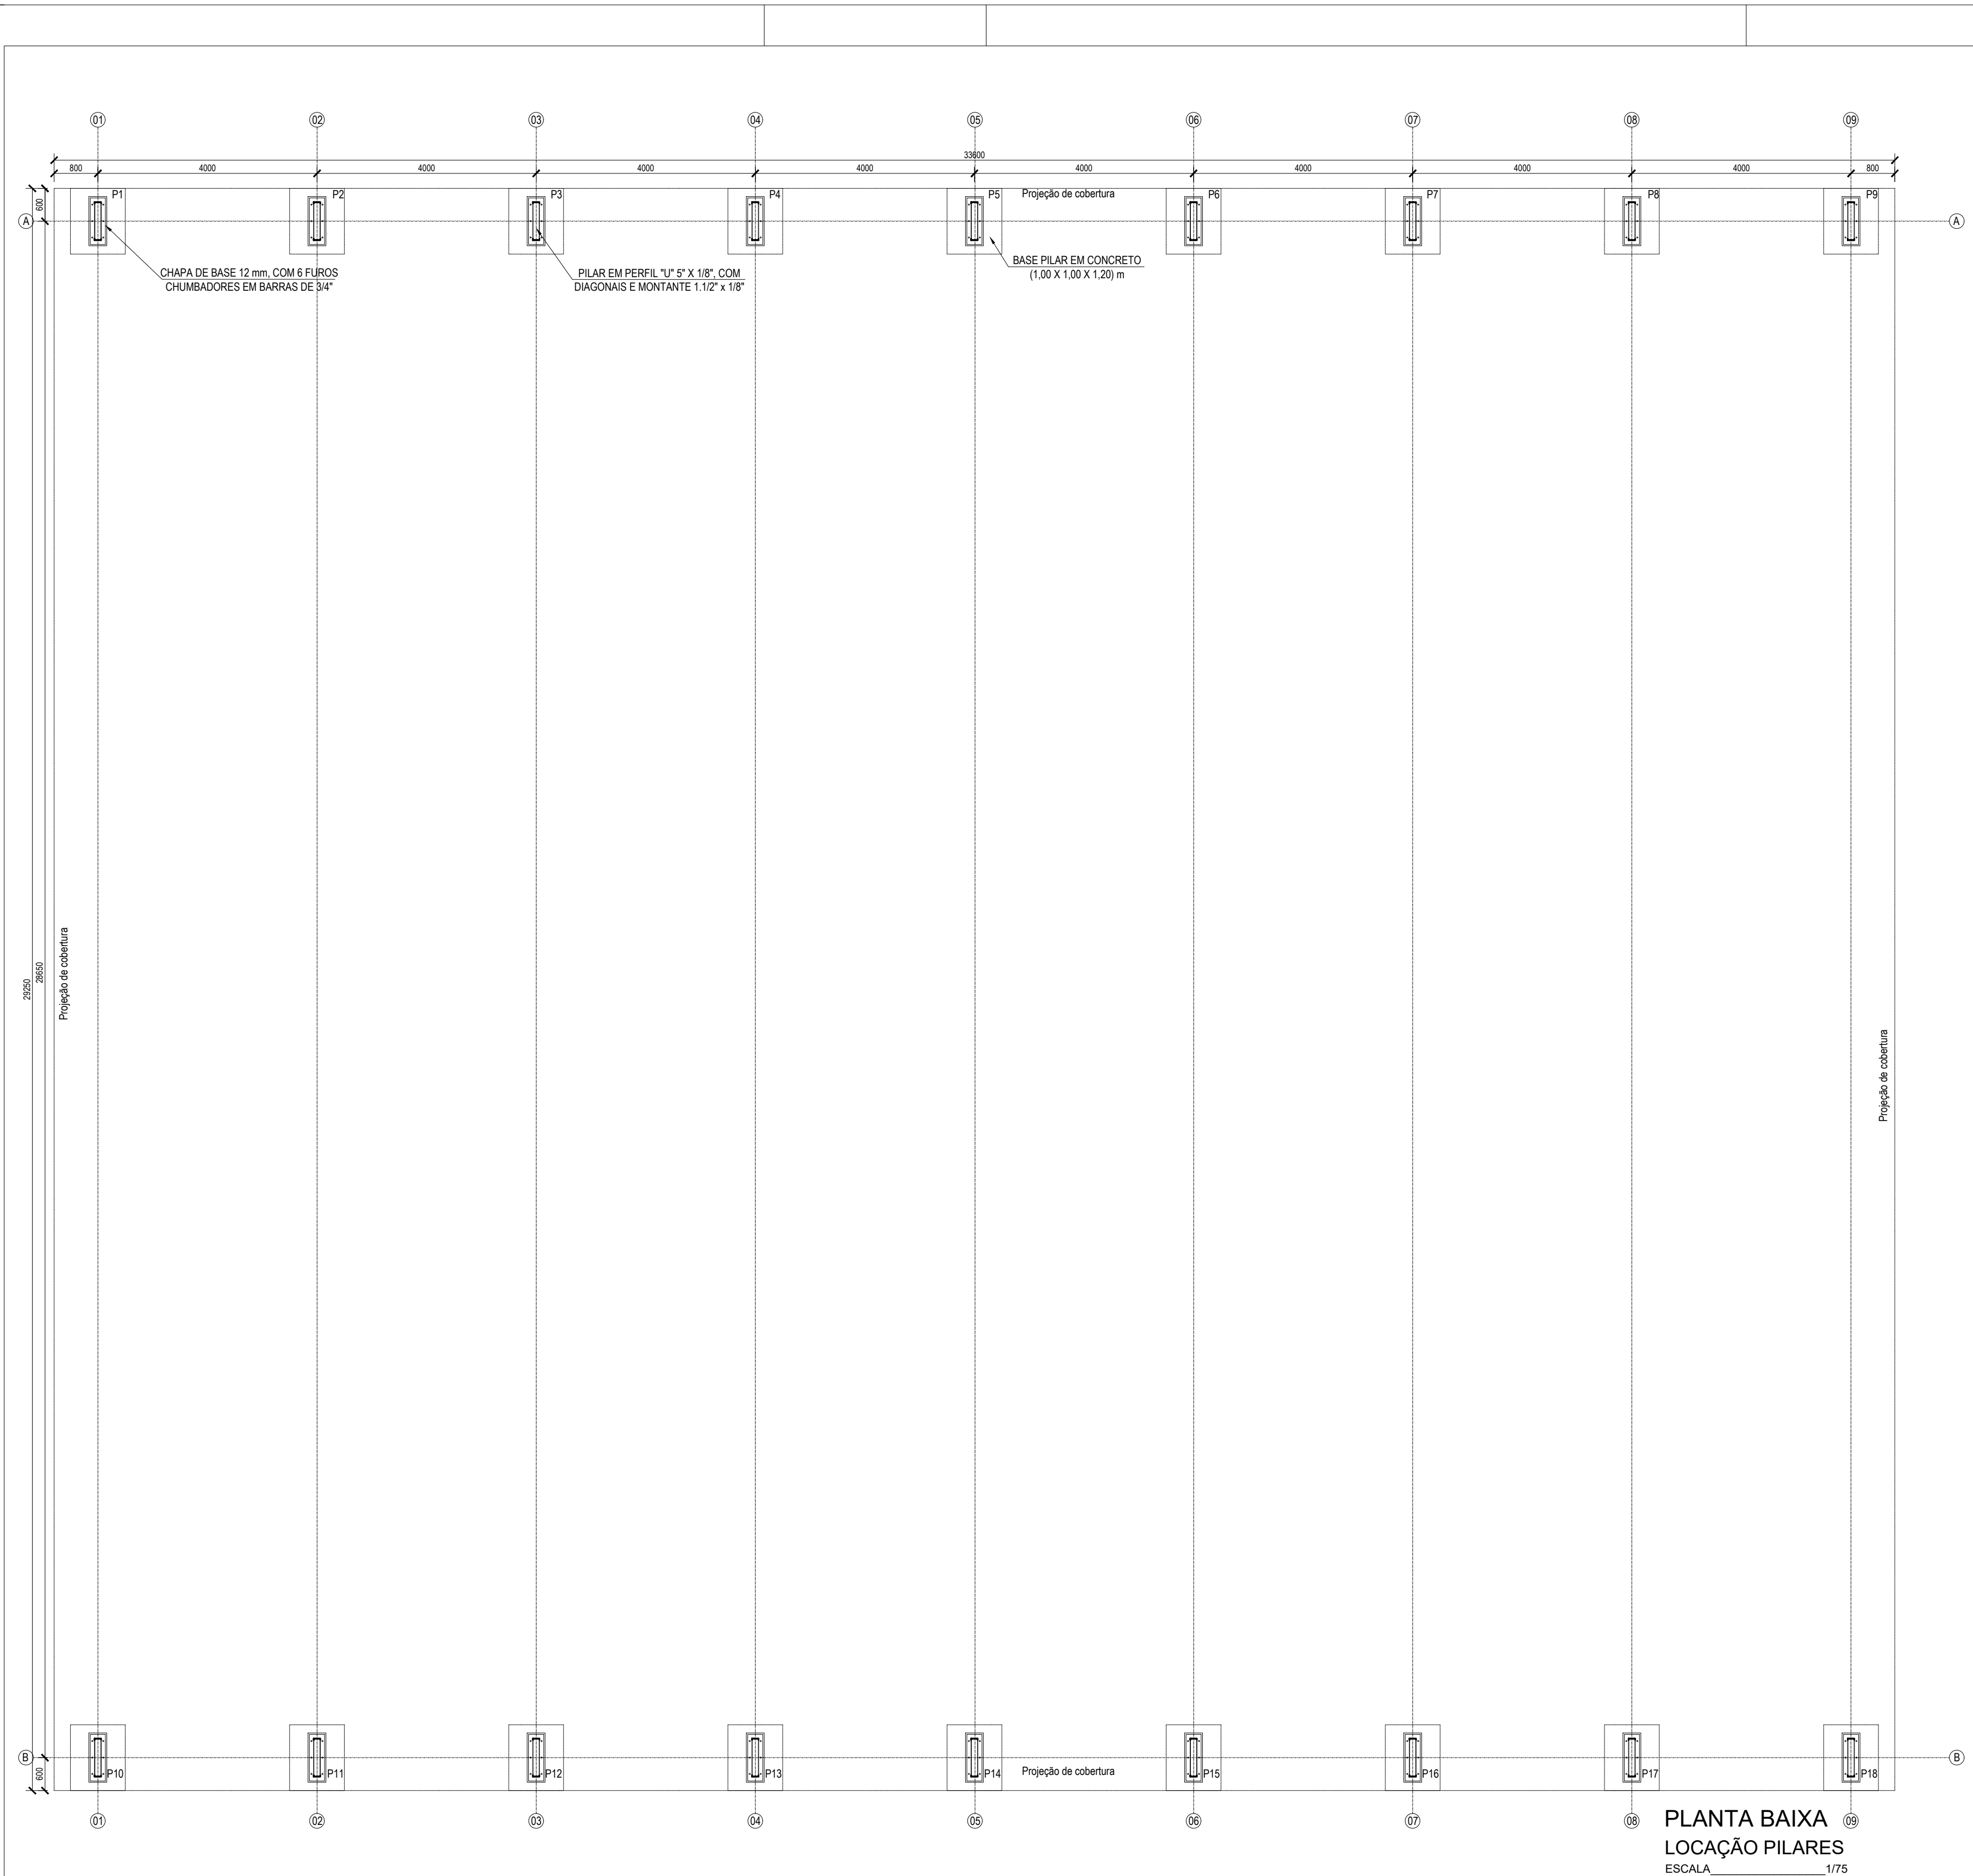 01 02 03 04 05 06 07 08 09
33600
800 4000 4000 4000 4000 4000 4000 4000 4000 800
P1 P2 P3 P4 P5 Projeção de cobertura P6 P7 P8 P9
600
A A
CHAPA DE BASE 12 mm, COM 6 FUROS
CHUMBADORES EM BARRAS DE 3/4"
PILAR EM PERFIL "U" 5" X 1/8", COM
DIAGONAIS E MONTANTE 1.1/2" x 1/8"
BASE PILAR EM CONCRETO
(1,00 X 1,00 X 1,20) m
29250
28650
Projeção de cobertura
Projeção de cobertura
B B
600
P10 P11 P12 P13 P14 Projeção de cobertura P15 P16 P17 P18
01 02 03 04 05 06 07 08 09
PLANTA BAIXA
LOCAÇÃO PILARES
ESCALA____________________1/75